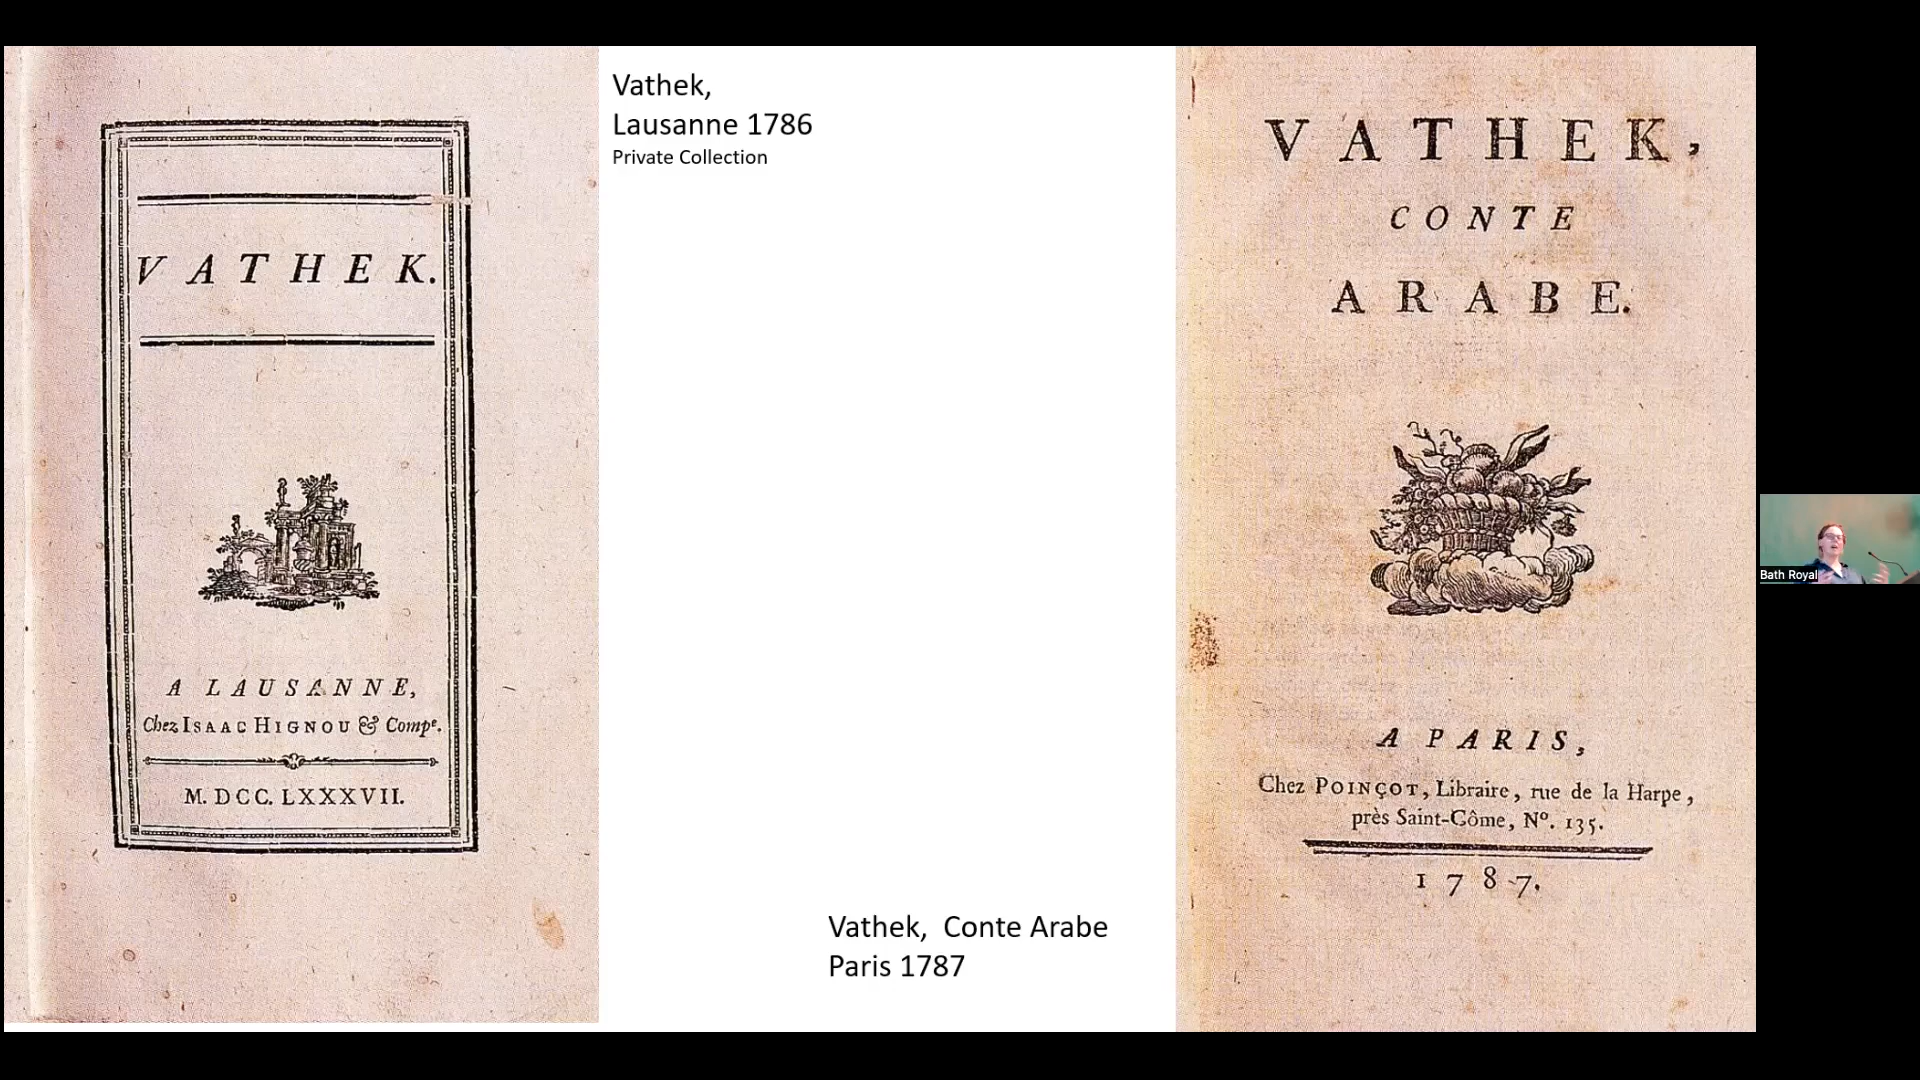 VATHEK.
A LAUSANNE,
Chez ISAAC HIGNOU & Compe.
M. DCC. LXXXVII.
Vathek,
Lausanne 1786
Private Collection
Vathek, Conte Arabe
Paris 1787
VATHEK,
CONTE
ARABE.
A PARIS,
Chez POINÇOT, Libraire, rue de la Harpe,
près Saint-Côme, No. 135.
1787.
Bath Royal